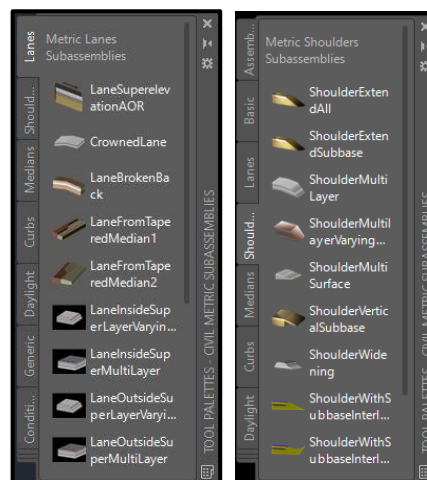 Metric Lanes
Subassemblies
LaneSuperelev
ationAOR
CrownedLane
LaneBrokenBa
ck
LaneFromTape
redMedian1
LaneFromTape
redMedian2
LaneInsideSup
erLayerVaryin...
LaneInsideSup
erMultiLayer
LaneOutsideSu
perLayerVaryi...
LaneOutsideSu
perMultiLayer
Lanes
Should...
Medians
Curbs
Daylight
Generic
Conditi...
TOOL PALETTES - CIVIL METRIC SUBASSEMBLIES
Metric Shoulders
Subassemblies
ShoulderExten
dAll
ShoulderExten
dSubbase
ShoulderMulti
Layer
ShoulderMultil
ayerVarying...
ShoulderMulti
Surface
ShoulderVertic
alSubbase
ShoulderWide
ning
ShoulderWithS
ubbaseInterl...
ShoulderWithS
ubbaseInterl...
Assemb...
Basic
Lanes
Should...
Medians
Curbs
Daylight
TOOL PALETTES - CIVIL METRIC SUBASSEMBLIES